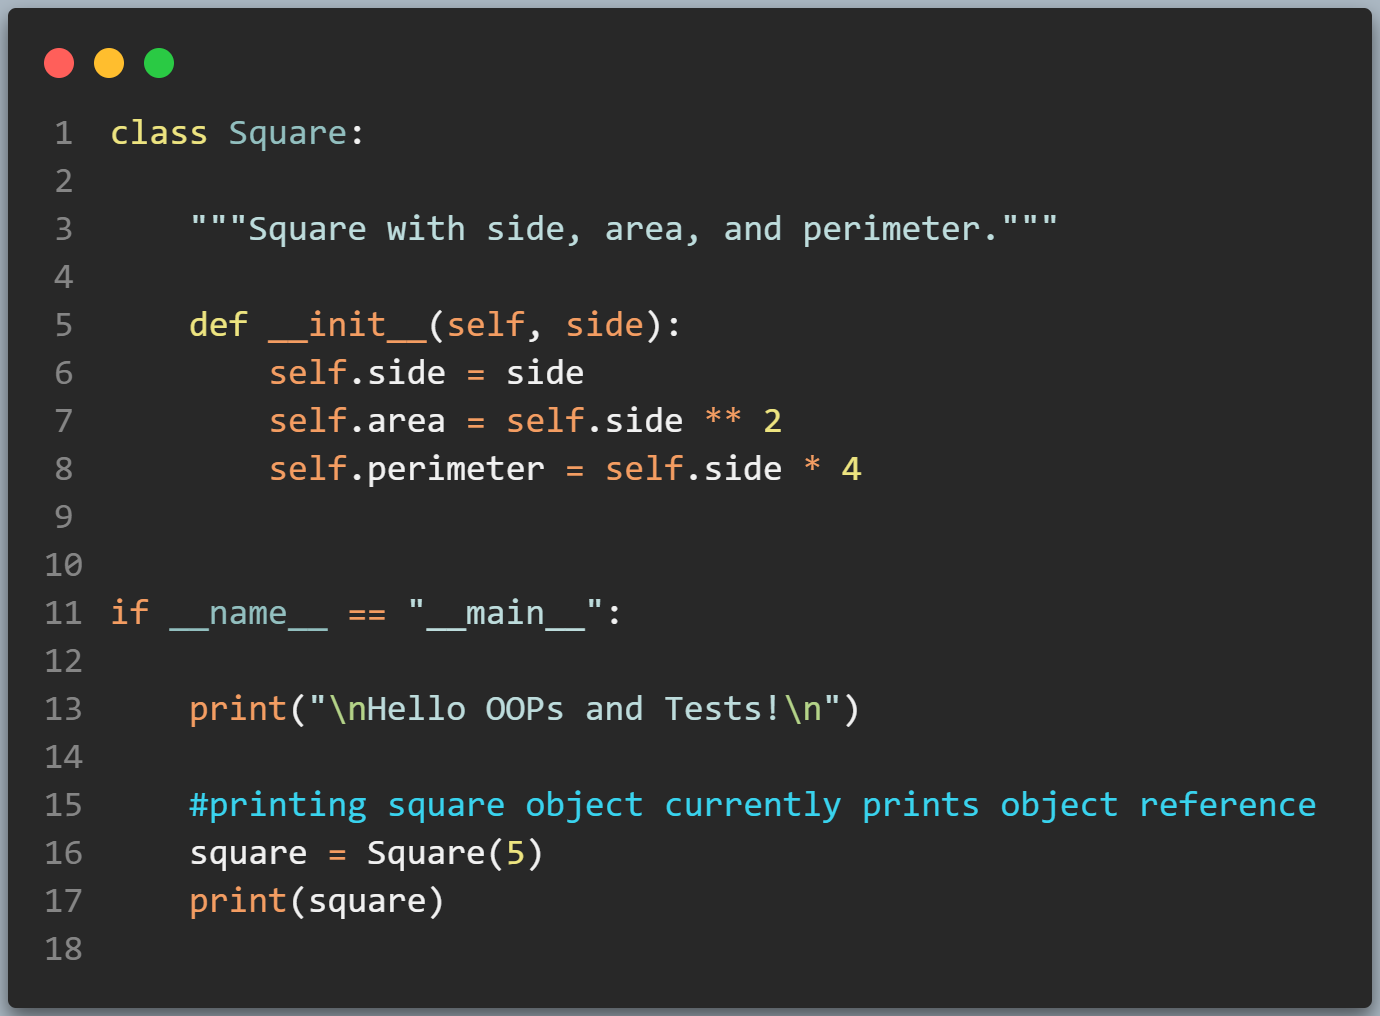 1 class Square:
2
3     """Square with side, area, and perimeter."""
4
5     def __init__(self, side):
6         self.side = side
7         self.area = self.side ** 2
8         self.perimeter = self.side * 4
9
10
11 if __name__ == "__main__":
12
13     print("\nHello OOPs and Tests!\n")
14
15     #printing square object currently prints object reference
16     square = Square(5)
17     print(square)
18